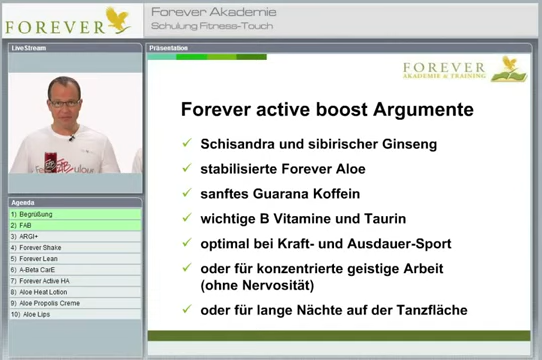 FOREVER
Forever Akademie
Schulung Fitness-Touch
LiveStream
Präsentation
FOREVER
AKADEMIE & TRAINING
Forever active boost Argumente
Schisandra und sibirischer Ginseng
stabilisierte Forever Aloe
sanftes Guarana Koffein
wichtige B Vitamine und Taurin
optimal bei Kraft- und Ausdauer-Sport
oder für konzentrierte geistige Arbeit
(ohne Nervosität)
oder für lange Nächte auf der Tanzfläche
FAB
ulous
Agenda
1) Begrüßung
2) FAB
3) ARGI+
4) Forever Shake
5) Forever Lean
6) A-Beta CarE
7) Forever Active HA
8) Aloe Heat Lotion
9) Aloe Propolis Creme
10) Aloe Lips